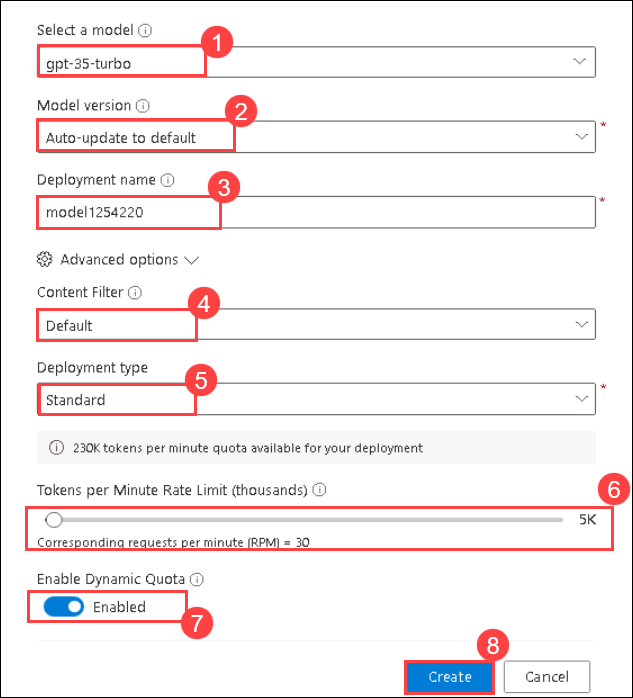 Select a model
1
gpt-35-turbo
Model version
2
Auto-update to default
*
Deployment name
3
model1254220
*
Advanced options
Content Filter
4
Default
Deployment type
5
Standard
*
230K tokens per minute quota available for your deployment
Tokens per Minute Rate Limit (thousands)
6
5K
Corresponding requests per minute (RPM) = 30
Enable Dynamic Quota
Enabled
7
8
Create Cancel